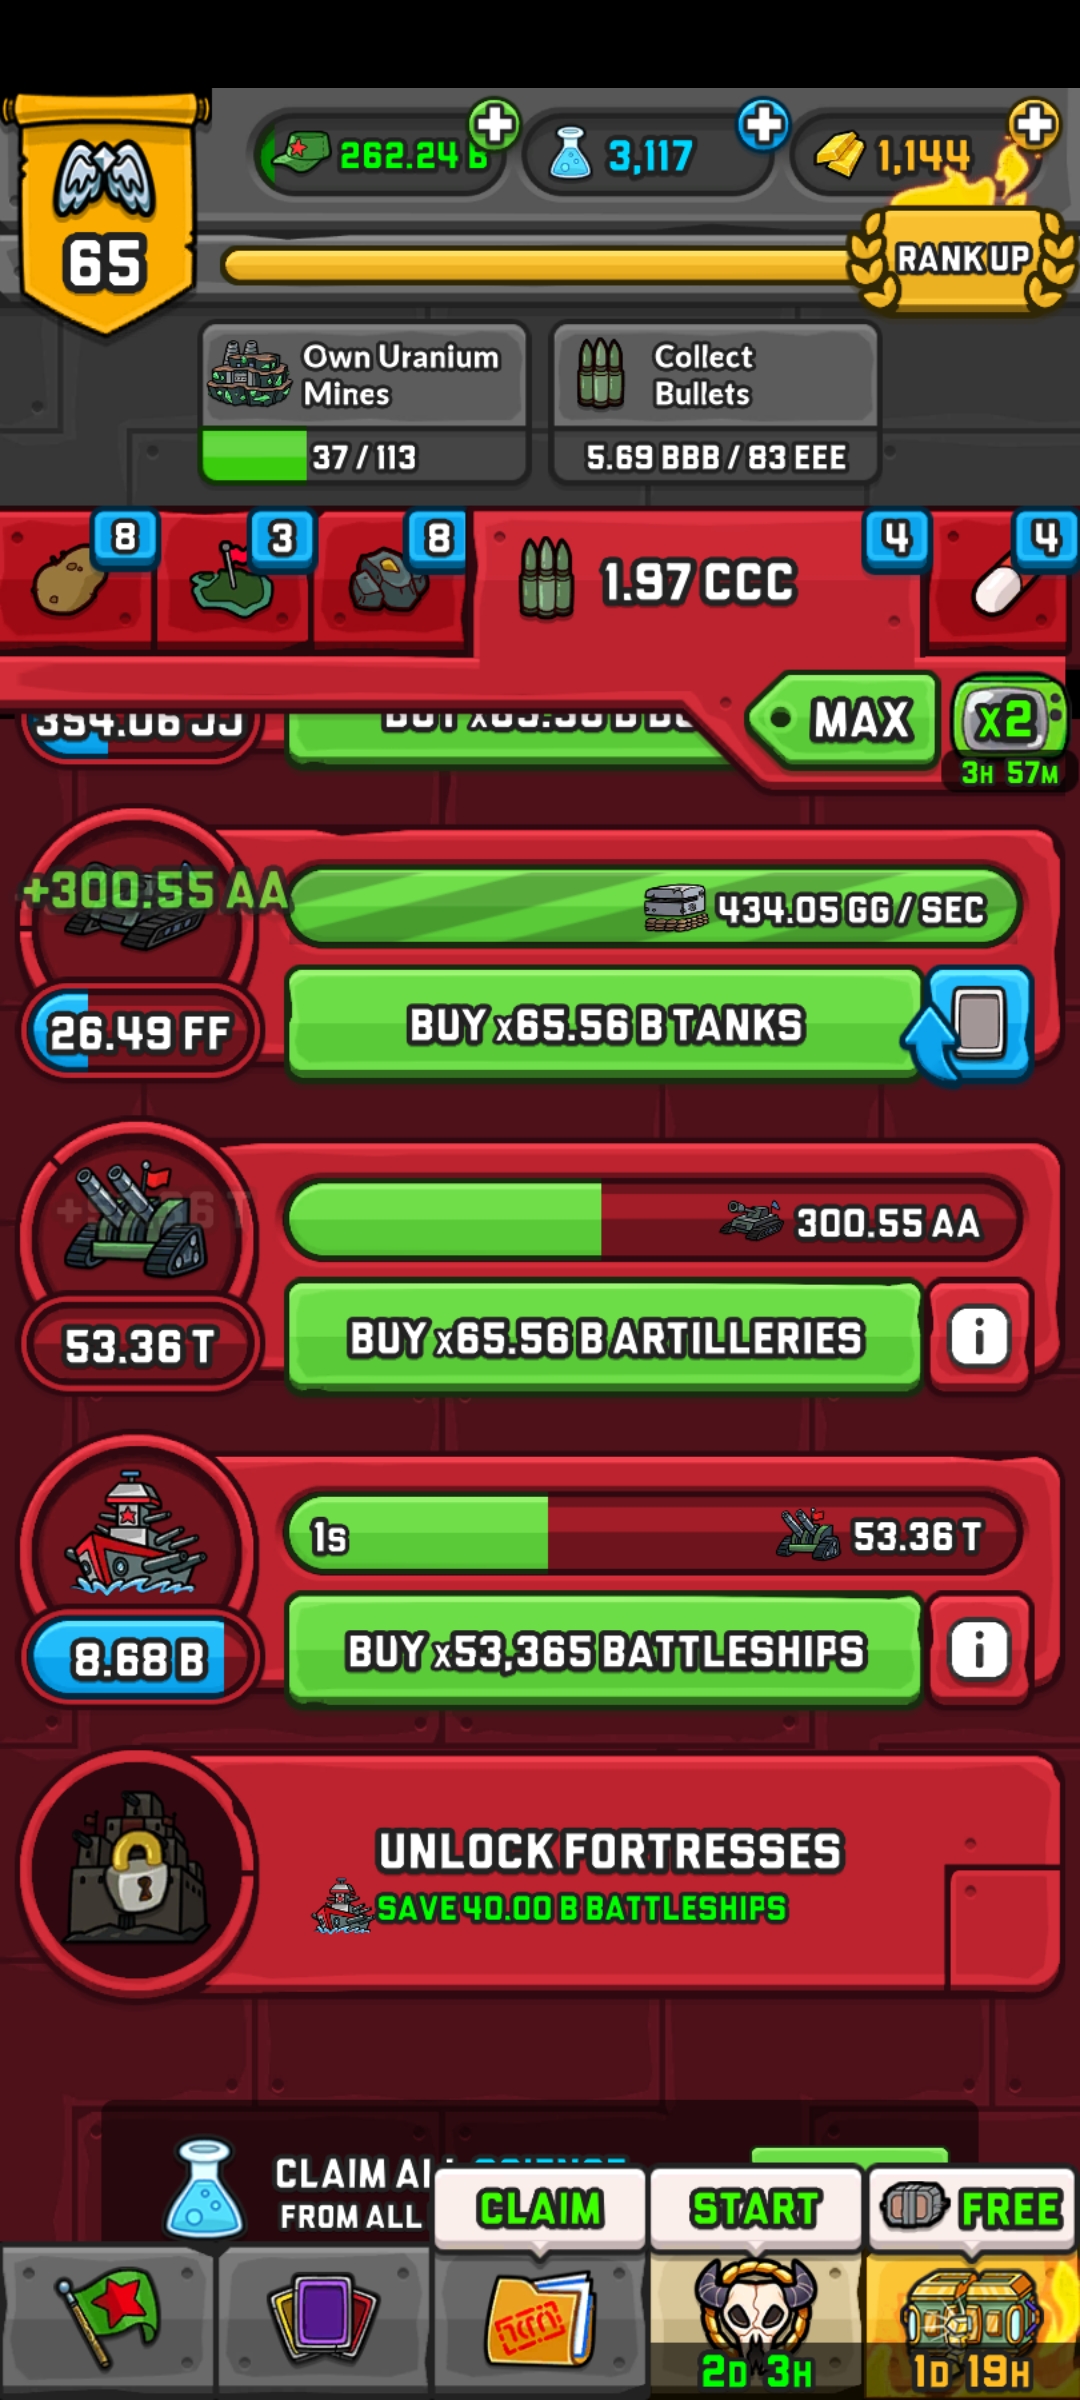 262.24 B
3,117
1,144
65
RANK UP
Own Uranium
Mines
Collect
Bullets
37 / 113
5.69 BBB / 83 EEE
8
3
8
1.97 CCC
4
4
354.06 JJ
MAX
x2
3H 57M
+300.55 AA
434.05 GG / SEC
26.49 FF
BUY x65.56 B TANKS
300.55 AA
53.36 T
BUY x65.56 B ARTILLERIES
1s
53.36 T
8.68 B
BUY x53,365 BATTLESHIPS
UNLOCK FORTRESSES
SAVE 40.00 B BATTLESHIPS
CLAIM ALL
FROM ALL
CLAIM
START
FREE
2D 3H
1D 19H